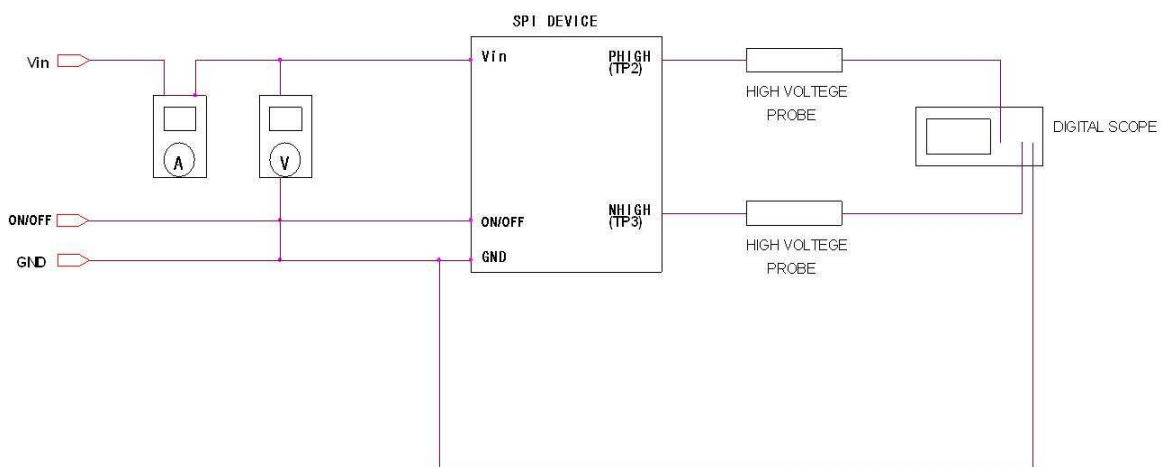 SPI DEVICE
Vin
Vin
PHIGH
(TP2)
HIGH VOLTEGE
PROBE
DIGITAL SCOPE
A
V
ON/OFF
ON/OFF
NHIGH
(TP3)
GND
GND
HIGH VOLTEGE
PROBE